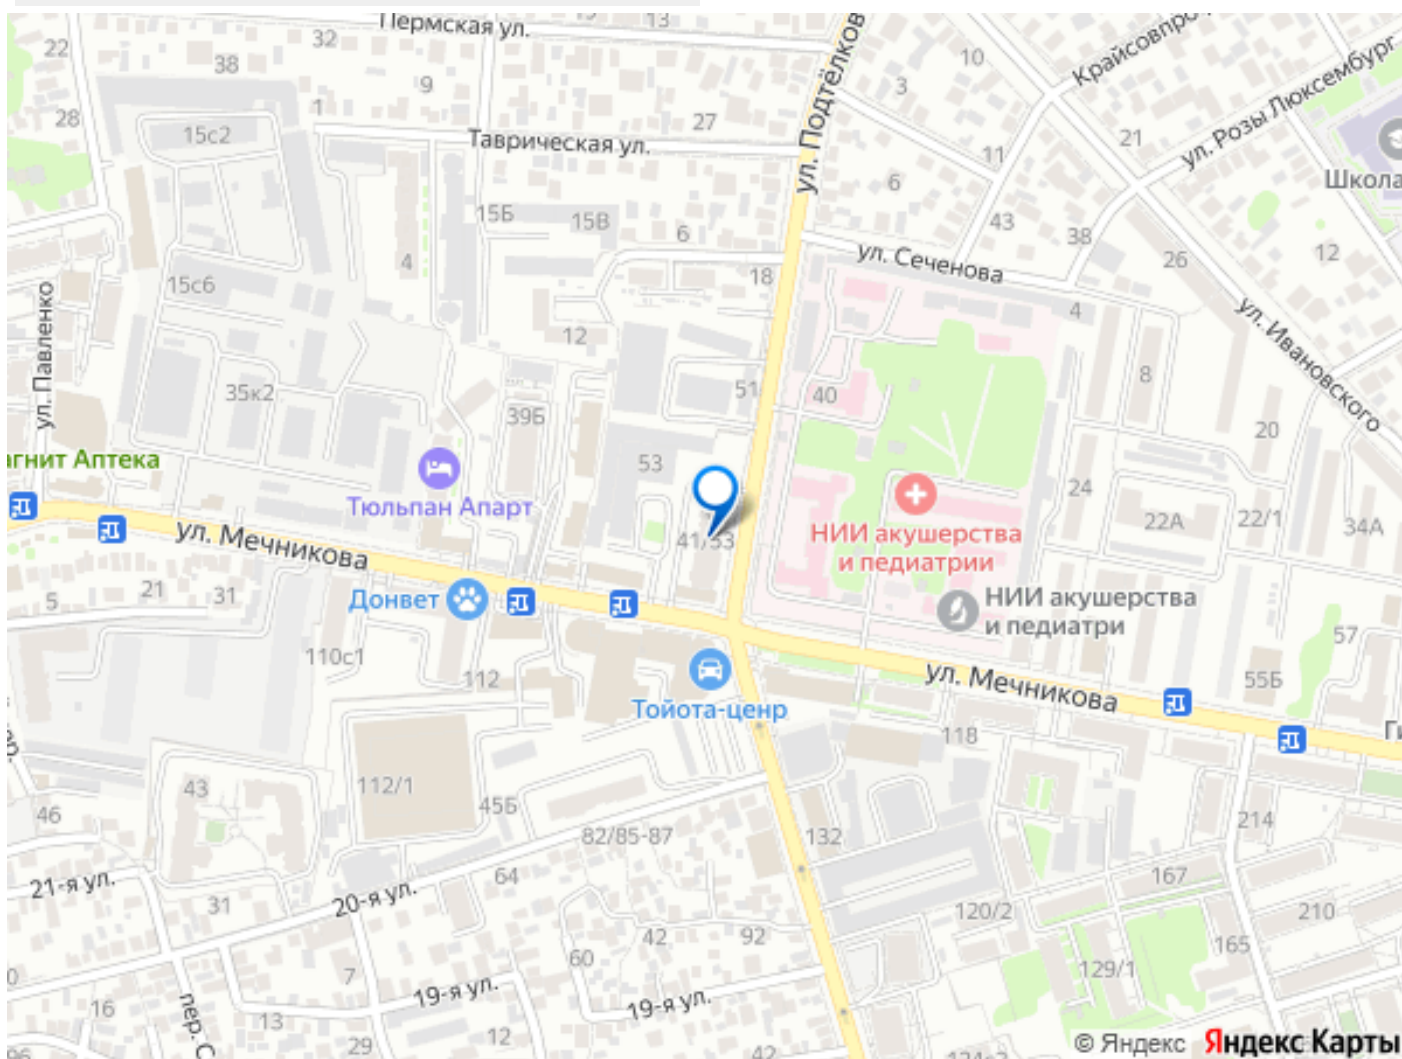 Пермская ул.
13
ул. Подтёлков
22
32
38
9
10
3
Крайсовпро
ул. Розы Люксембург
28
15с2
1
27
21
Таврическая ул.
11
6
Школа
15Б
15В
6
43
38
12
4
18
ул. Сеченова
26
15с6
4
ул. Ивановского
ул. Павленко
12
35к2
39Б
51
40
8
20
агнит Аптека
53
Тюльпан Апарт
24
22А
22/1
34А
ул. Мечникова
41/53
НИИ акушерства
и педиатрии
5
21
31
Донвет
НИИ акушерства
и педиатри
57
110с1
112
ул. Мечникова
55Б
Тойота-ценр
118
Ги
43
112/1
45Б
46
82/85-87
132
214
21-я ул.
31
20-я ул.
64
167
42
92
120/2
210
60
165
7
129/1
19-я ул.
19-я ул.
16
пер. С
13
12
29
42
© Яндекс
Яндекс Карты